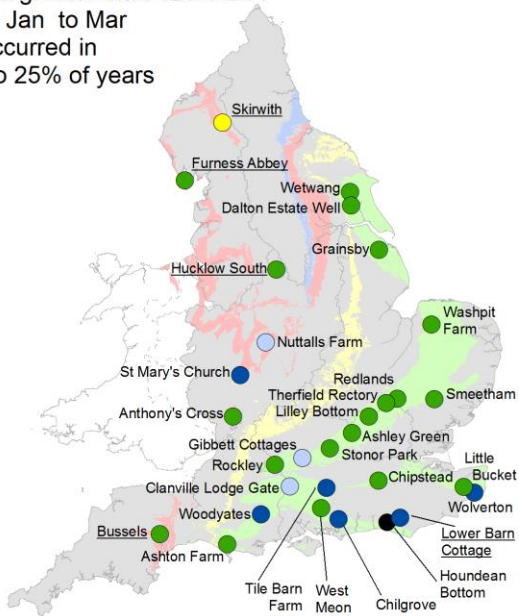 Jan to Mar
ccurred in
o 25% of years
Skirwith
Furness Abbey
Wetwang
Dalton Estate Well
Grainsby
Hucklow South
Washpit
Farm
Nuttalls Farm
St Mary's Church
Redlands
Therfield Rectory
Smeetham
Lilley Bottom
Anthony's Cross
Ashley Green
Gibbett Cottages
Stonor Park
Little
Bucket
Rockley
Chipstead
Clanville Lodge Gate
Wolverton
Woodyates
Bussels
Lower Barn
Cottage
Ashton Farm
Tile Barn
Farm
West
Meon
Chilgrove
Houndean
Bottom